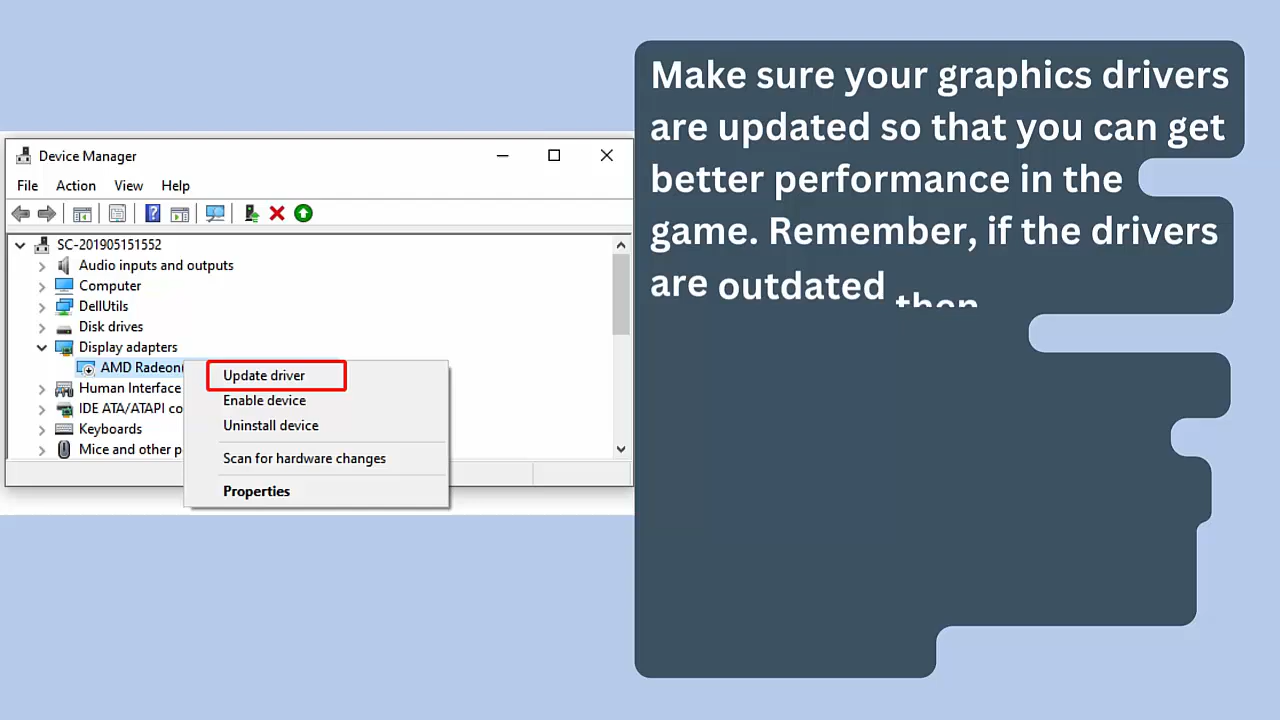 Device Manager
File Action View Help
SC-201905151552
Audio inputs and outputs
Computer
DellUtils
Disk drives
Display adapters
AMD Radeon(
Human Interface
IDE ATA/ATAPI co
Keyboards
Mice and other p
Update driver
Enable device
Uninstall device
Scan for hardware changes
Properties
Make sure your graphics drivers
are updated so that you can get
better performance in the
game. Remember, if the drivers
are outdated then